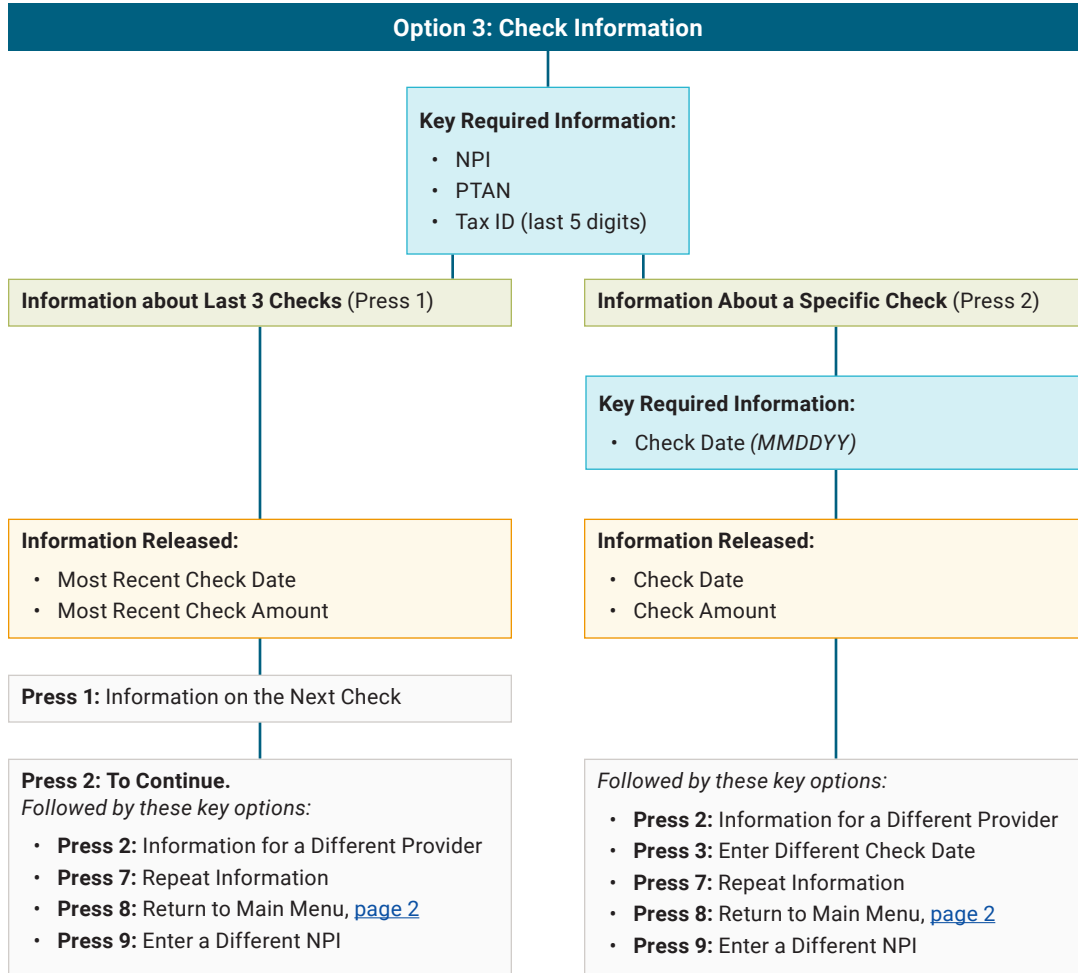 Option 3: Check Information
Key Required Information:
• NPI
• PTAN
• Tax ID (last 5 digits)
Information about Last 3 Checks (Press 1)
Information Released:
• Most Recent Check Date
• Most Recent Check Amount
Press 1: Information on the Next Check
Press 2: To Continue.
Followed by these key options:
• Press 2: Information for a Different Provider
• Press 7: Repeat Information
• Press 8: Return to Main Menu, page 2
• Press 9: Enter a Different NPI
Information About a Specific Check (Press 2)
Key Required Information:
• Check Date (MMDDYY)
Information Released:
• Check Date
• Check Amount
Followed by these key options:
• Press 2: Information for a Different Provider
• Press 3: Enter Different Check Date
• Press 7: Repeat Information
• Press 8: Return to Main Menu, page 2
• Press 9: Enter a Different NPI